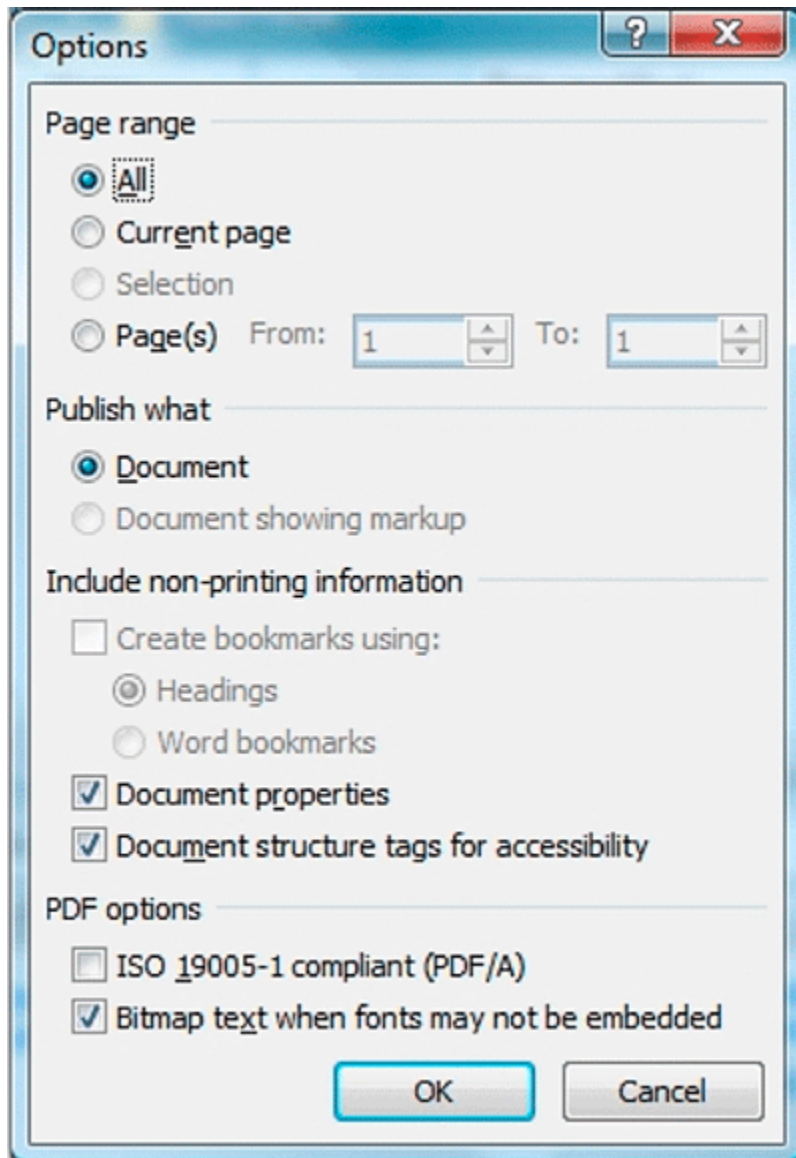 Options
Page range
All
Current page
Selection
Page(s) From: 1 To: 1
Publish what
Document
Document showing markup
Include non-printing information
Create bookmarks using:
Headings
Word bookmarks
Document properties
Document structure tags for accessibility
PDF options
ISO 19005-1 compliant (PDF/A)
Bitmap text when fonts may not be embedded
OK Cancel